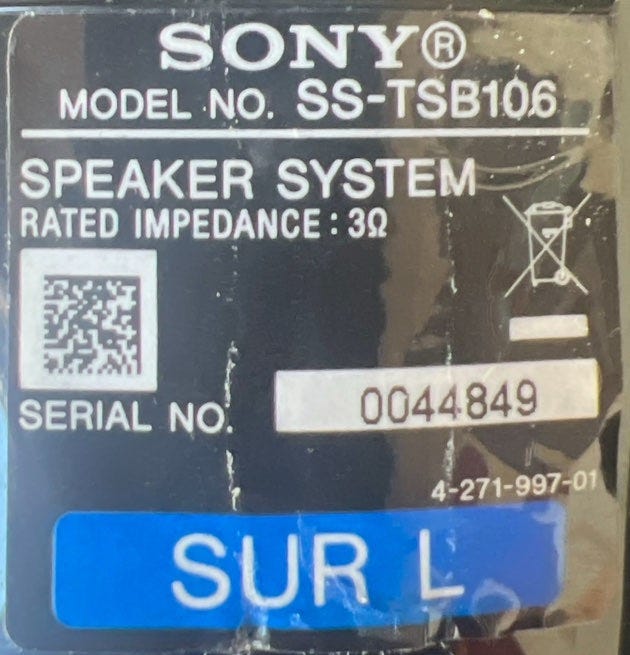 SONY®
MODEL NO. SS-TSB106
SPEAKER SYSTEM
RATED IMPEDANCE : 3Ω
SERIAL NO.
0044849
4-271-997-01
SUR L